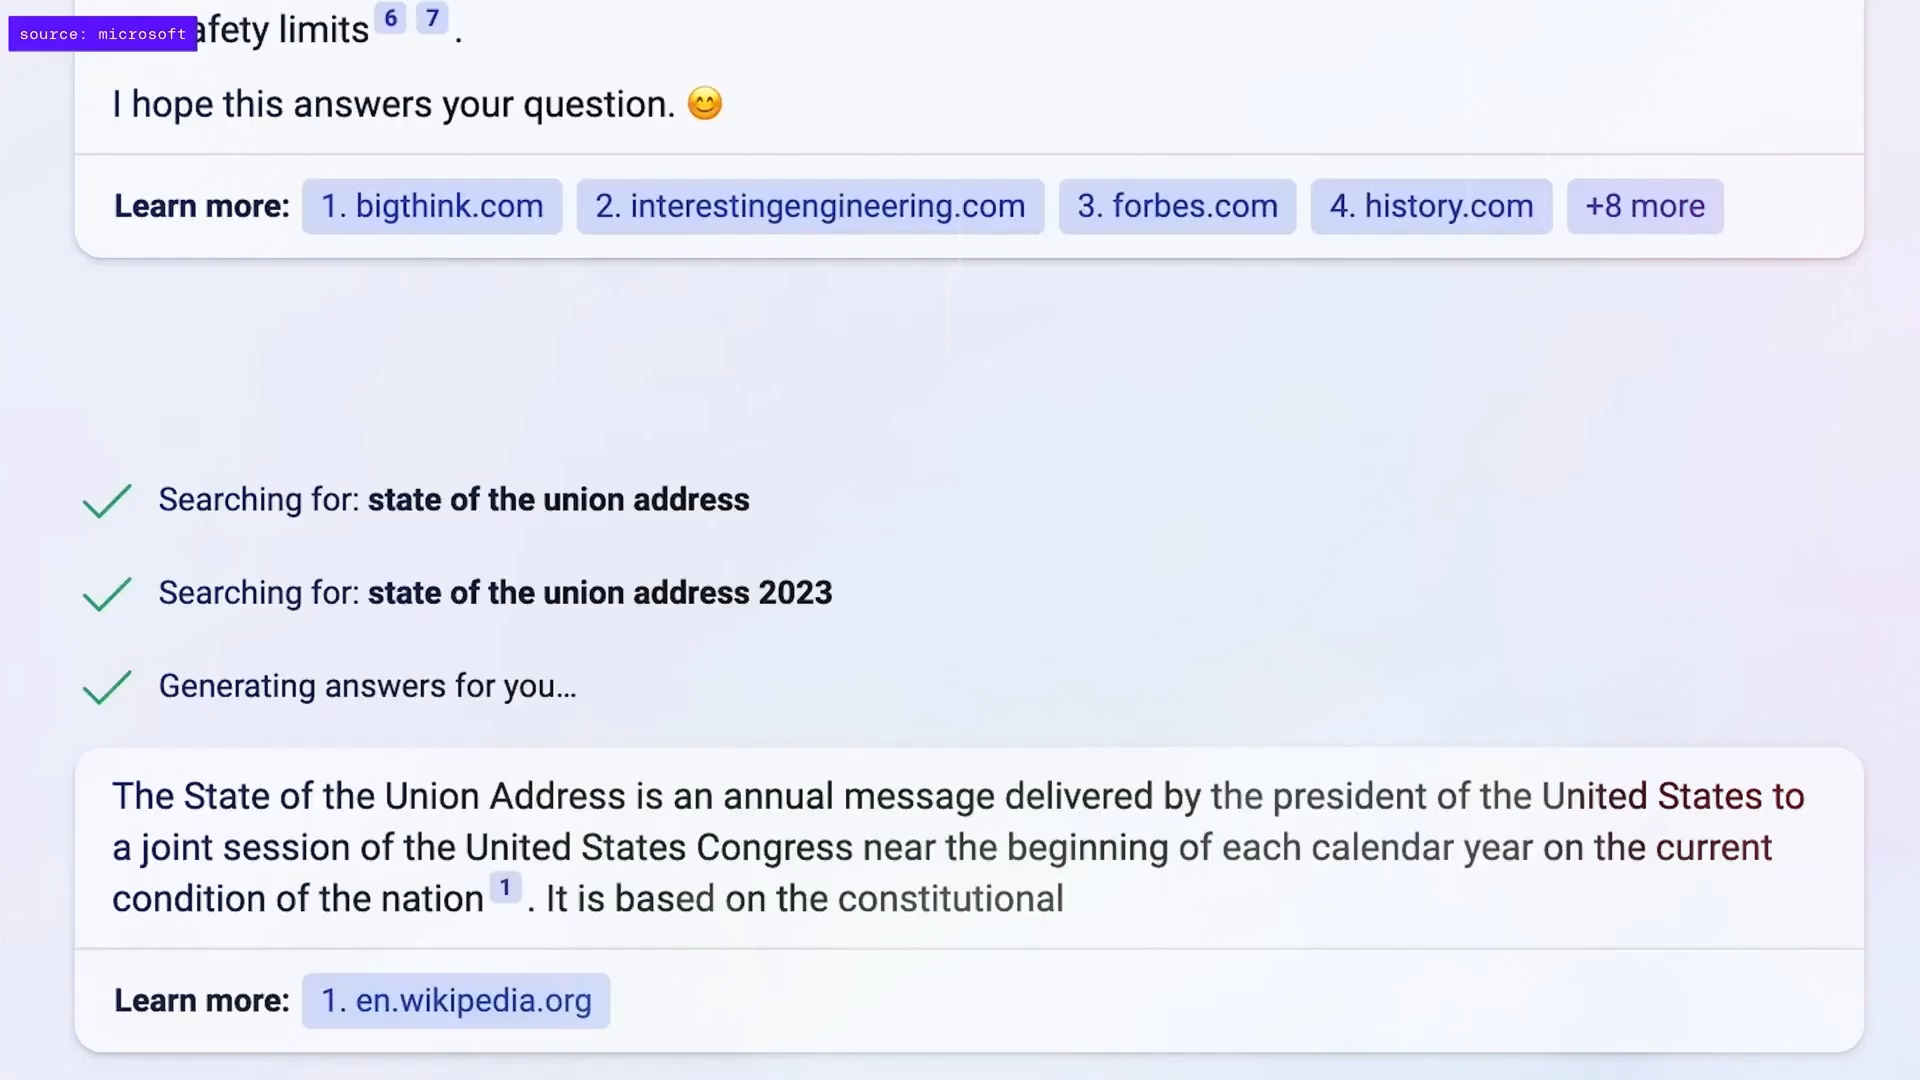 source: microsoft
afety limits 6 7 .
I hope this answers your question. 😊
Learn more: 1. bigthink.com 2. interestingengineering.com 3. forbes.com 4. history.com +8 more
Searching for: state of the union address
Searching for: state of the union address 2023
Generating answers for you…
The State of the Union Address is an annual message delivered by the president of the United States to
a joint session of the United States Congress near the beginning of each calendar year on the current
condition of the nation 1 . It is based on the constitutional
Learn more: 1. en.wikipedia.org